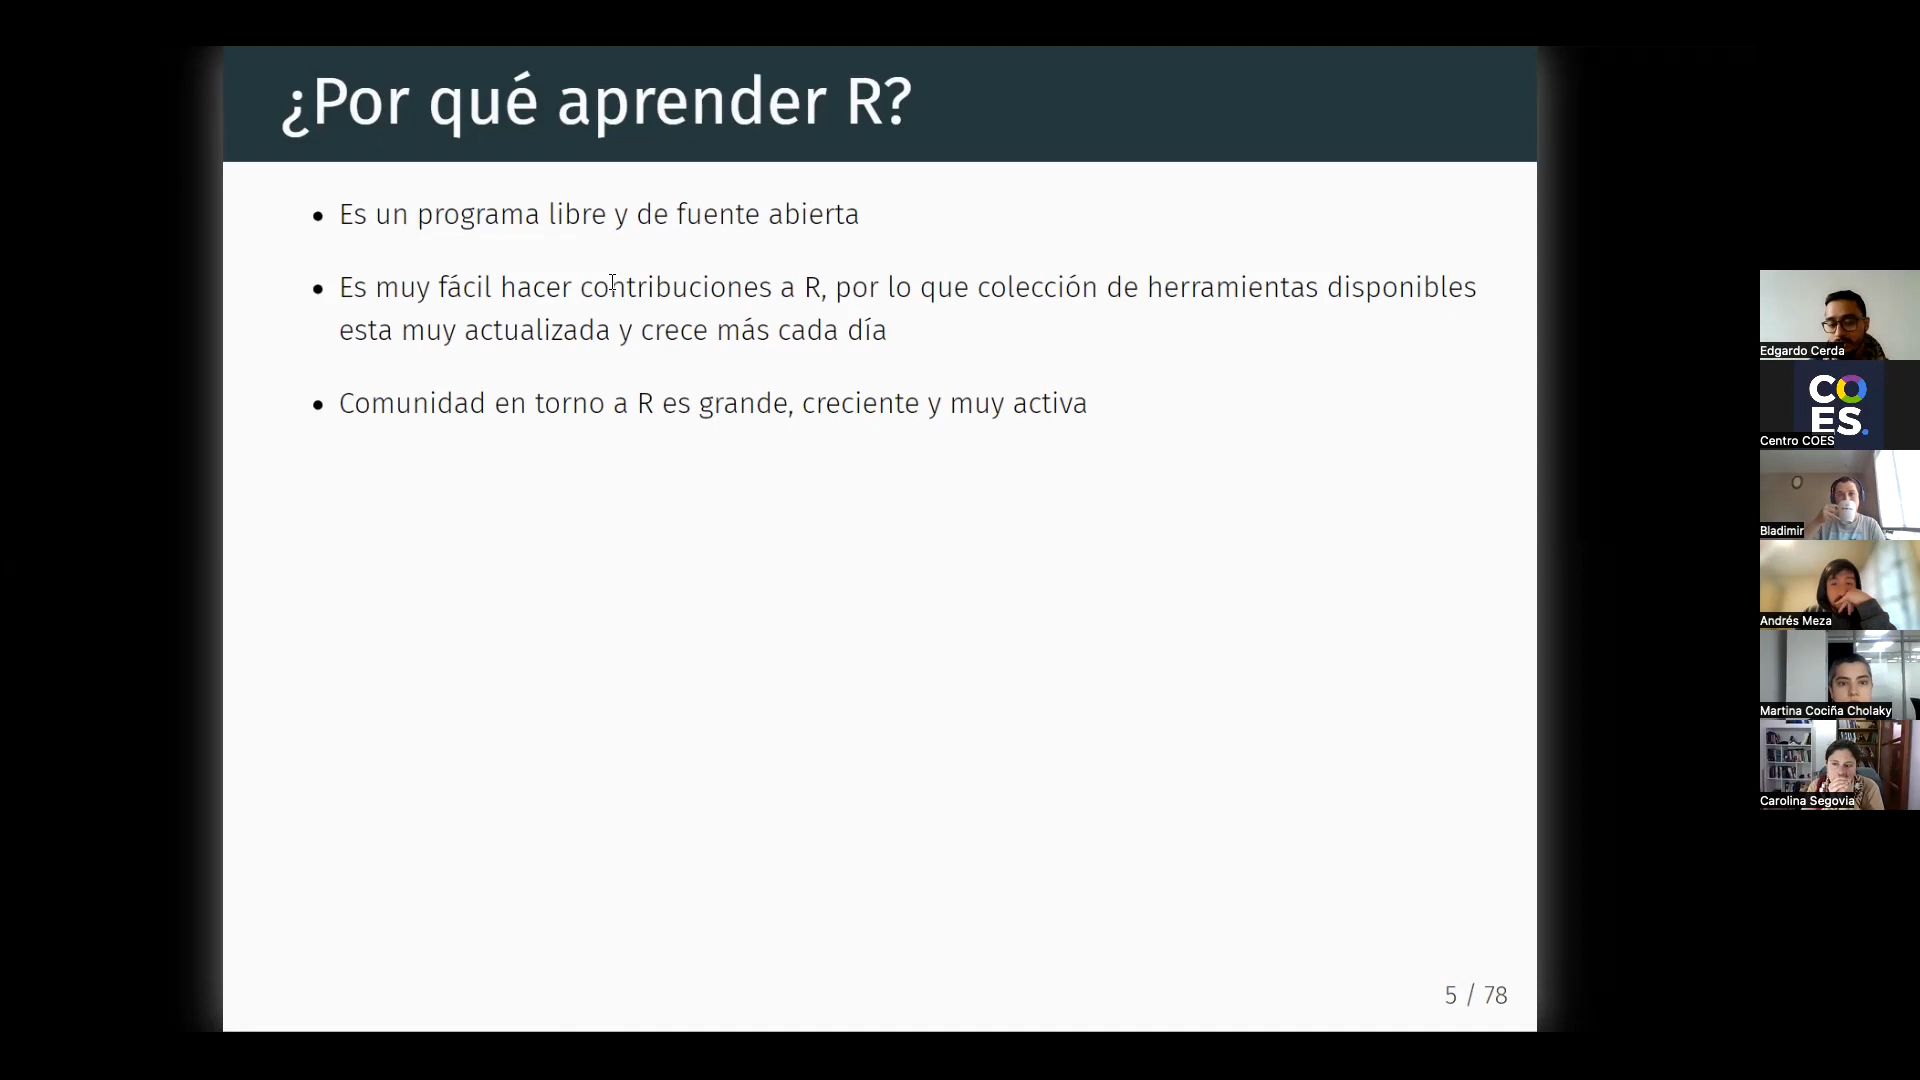 ¿Por qué aprender R?
• Es un programa libre y de fuente abierta
• Es muy fácil hacer contribuciones a R, por lo que colección de herramientas disponibles
esta muy actualizada y crece más cada día
• Comunidad en torno a R es grande, creciente y muy activa
5 / 78
Edgardo Cerda
CO
ES.
Centro COES
Bladimir
Andrés Meza
Martina Cociña Cholaky
Carolina Segovia